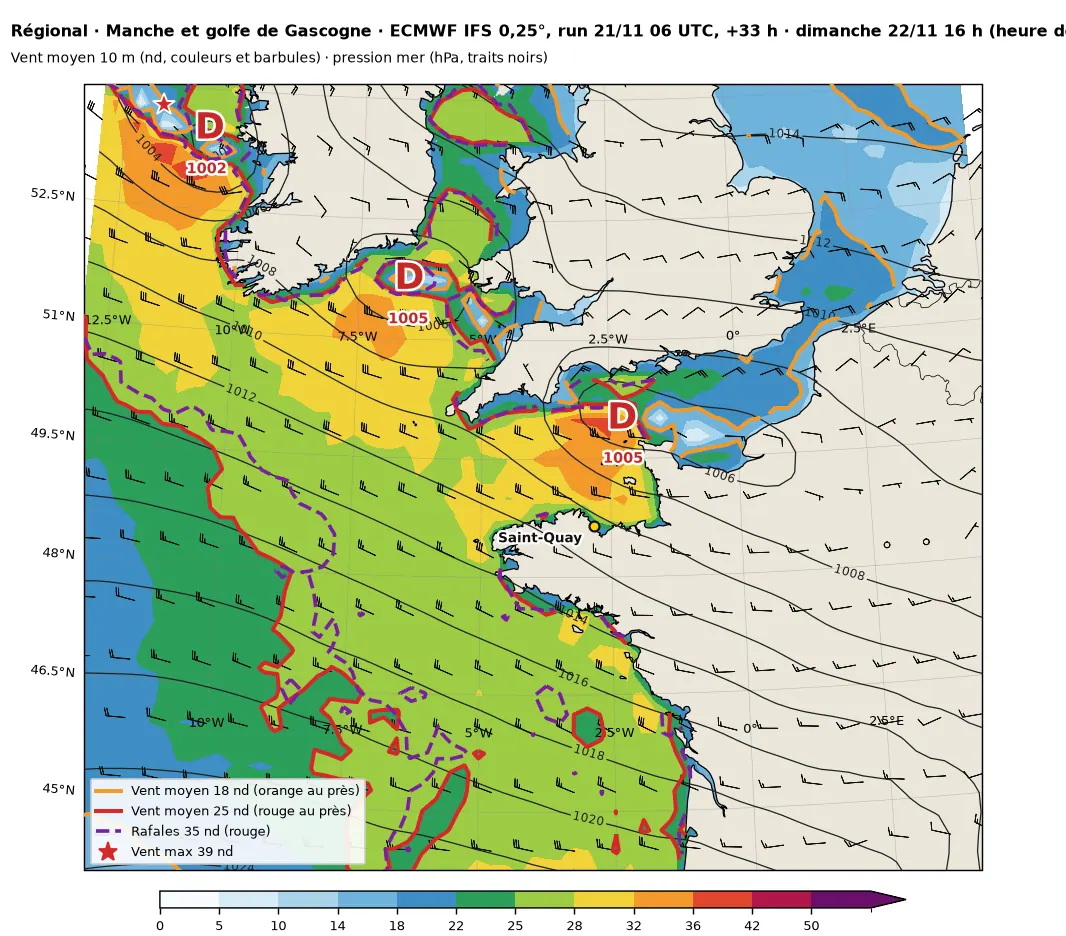 Régional · Manche et golfe de Gascogne · ECMWF IFS 0,25°, run 21/11 06 UTC, +33 h · dimanche 22/11 16 h (heure d
Vent moyen 10 m (nd, couleurs et barbules) · pression mer (hPa, traits noirs)
D
1002
1004
1014
52.5°N
1012
1008
D
1005
1006
1010
51°N
12.5°W
10°W
1010
7.5°W
5°W
2.5°W
0°
2.5°E
1012
49.5°N
D
1005
1006
48°N
Saint-Quay
1008
1014
46.5°N
1016
10°W
7.5°W
5°W
2.5°W
0°
2.5°E
1018
45°N
1020
Vent moyen 18 nd (orange au près)
Vent moyen 25 nd (rouge au près)
Rafales 35 nd (rouge)
Vent max 39 nd
1024
0 5 10 14 18 22 25 28 32 36 42 50